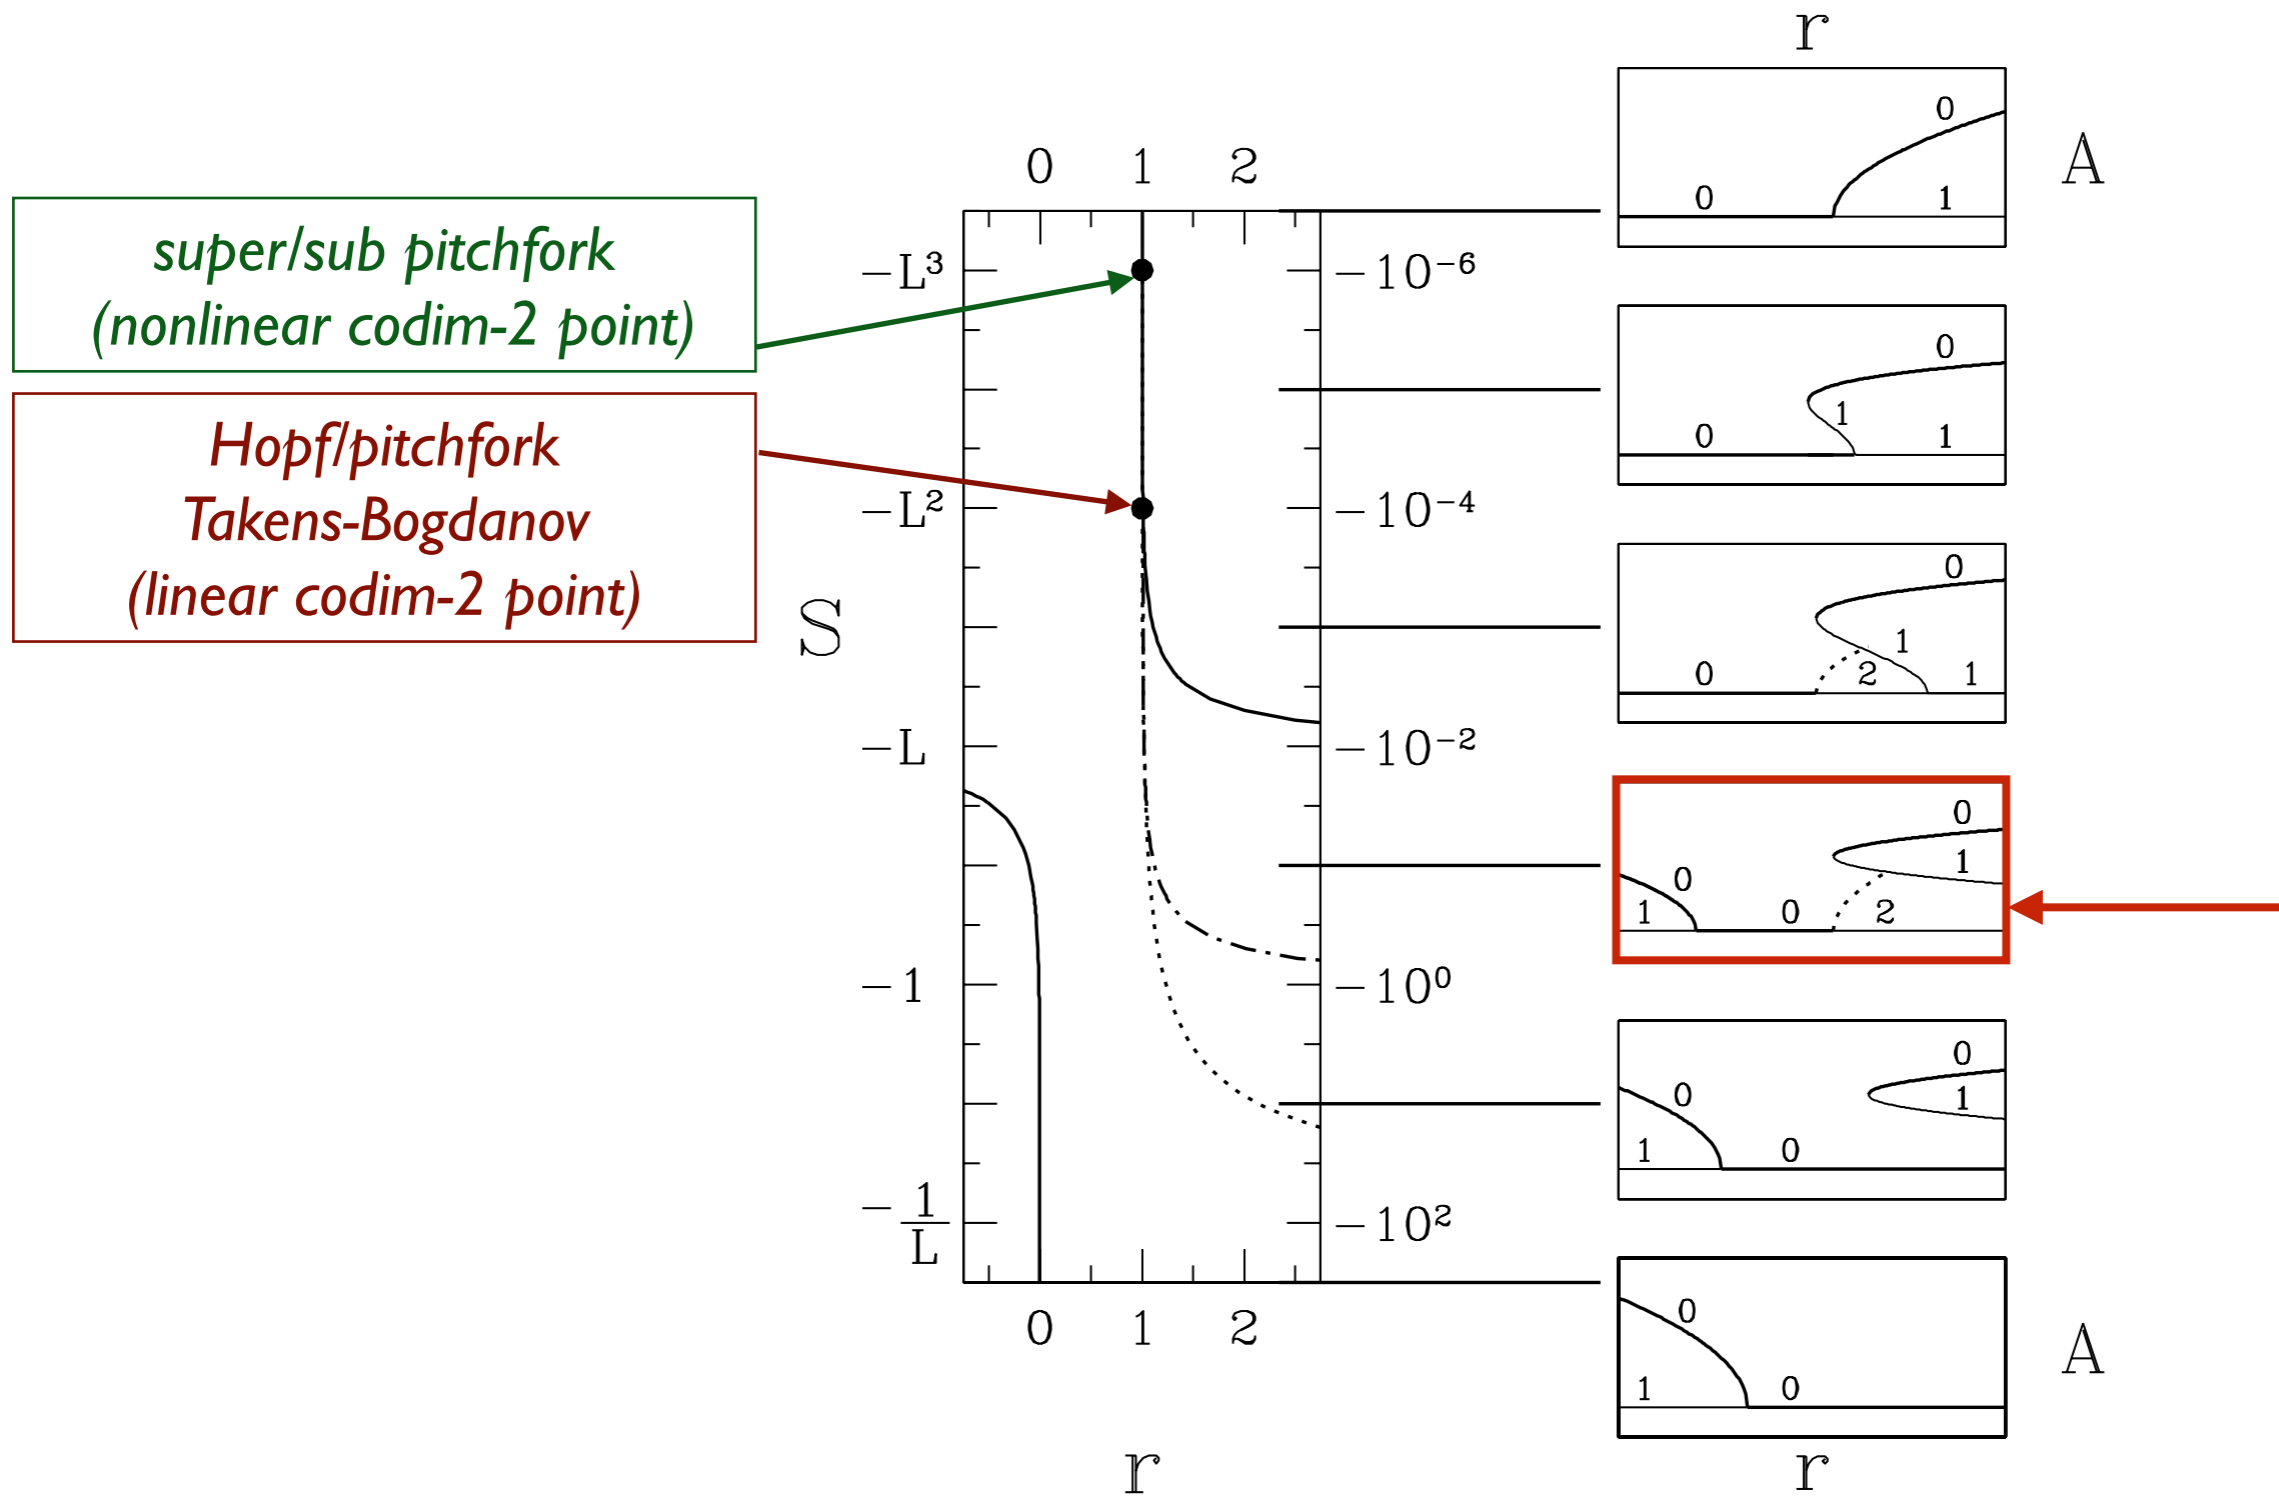 super/sub pitchfork
(nonlinear codim-2 point)
Hopf/pitchfork
Takens-Bogdanov
(linear codim-2 point)
S
0 1 2
-L³
-L²
-L
-1
-1/L
-10⁻⁶
-10⁻⁴
-10⁻²
-10⁰
-10²
0 1 2
r
r
0
0 1
A
0
1
0 1
0
1
0 2 1
0
0 1
1 0 2
0
0 1
1 0
0
1 0
A
r